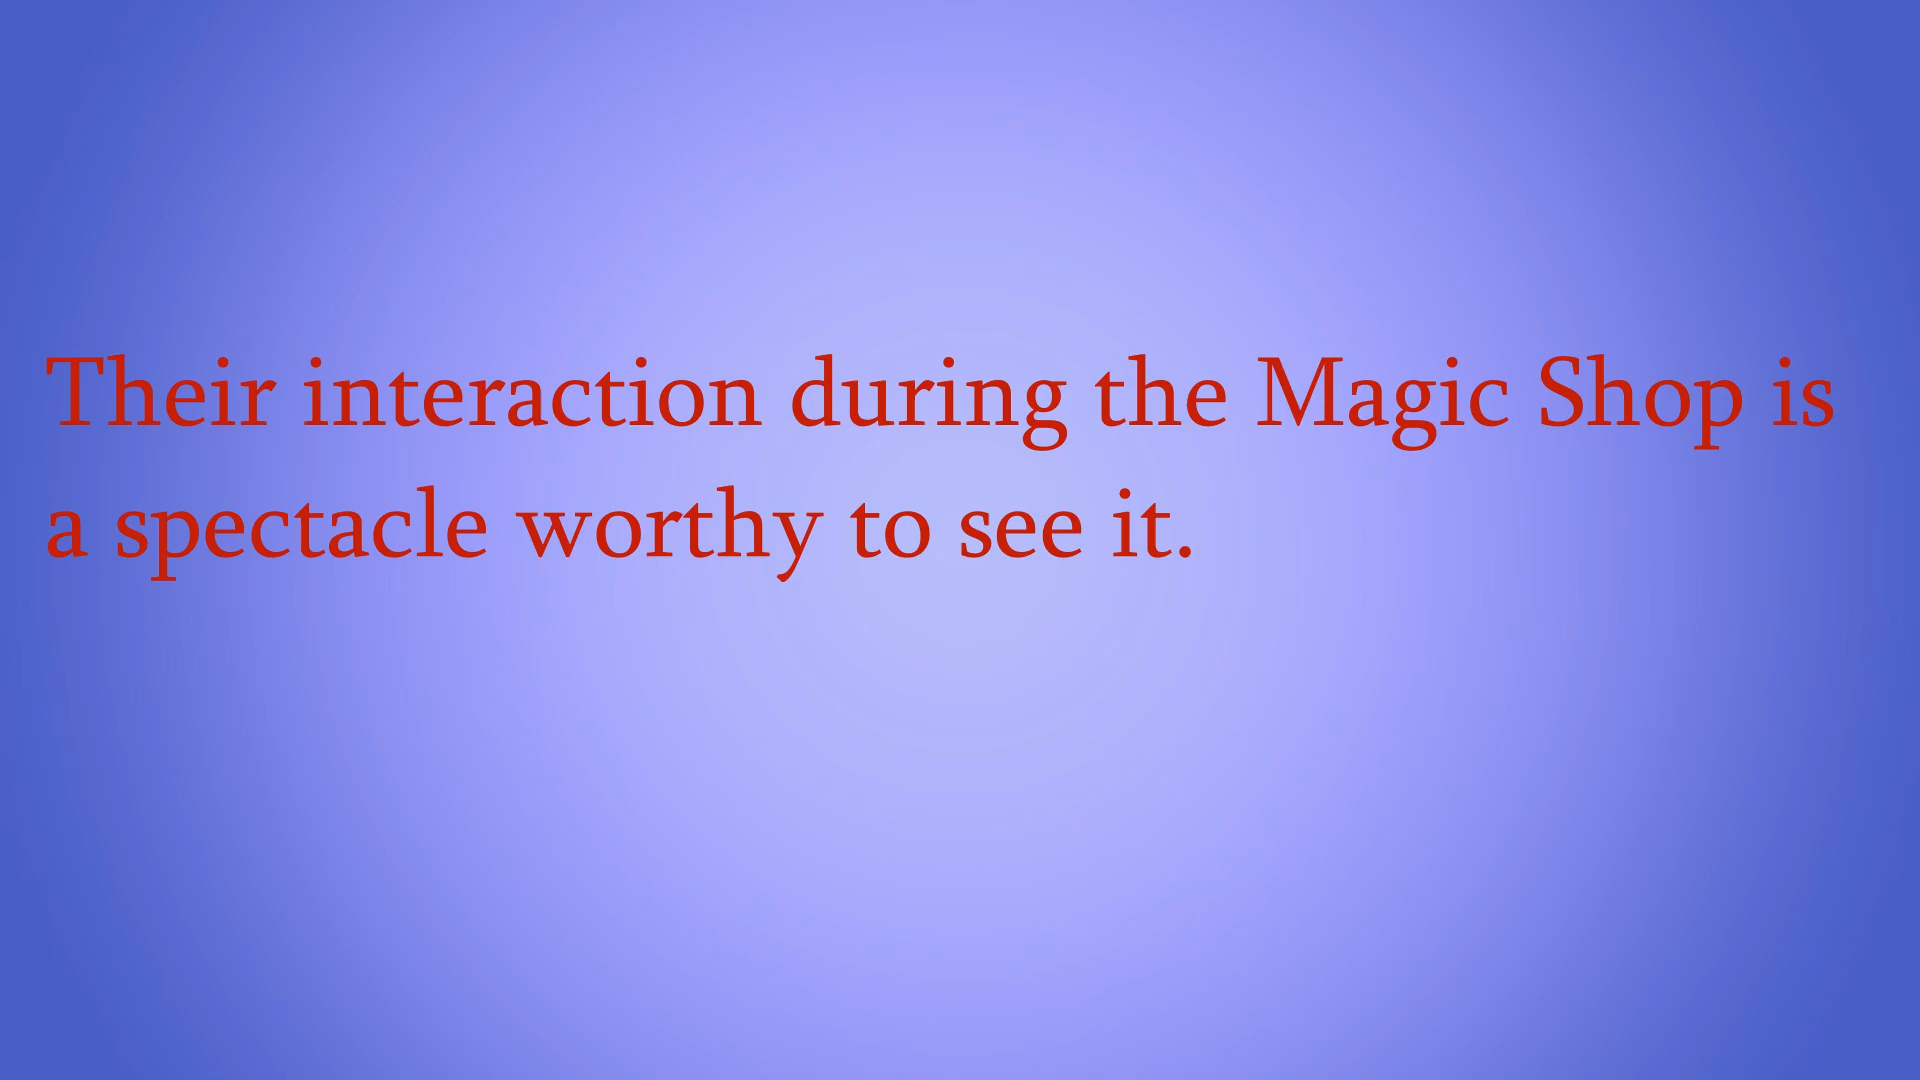 Their interaction during the Magic Shop is
a spectacle worthy to see it.